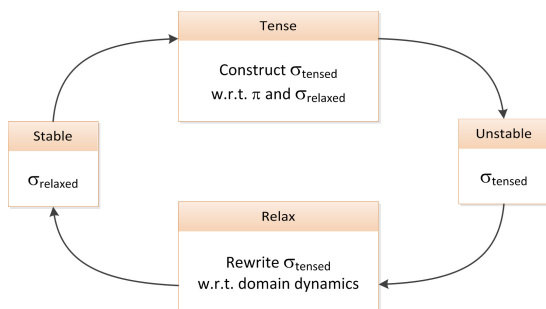 Tense
Construct σtensed
w.r.t. π and σrelaxed
Stable
σrelaxed
Unstable
σtensed
Relax
Rewrite σtensed
w.r.t. domain dynamics